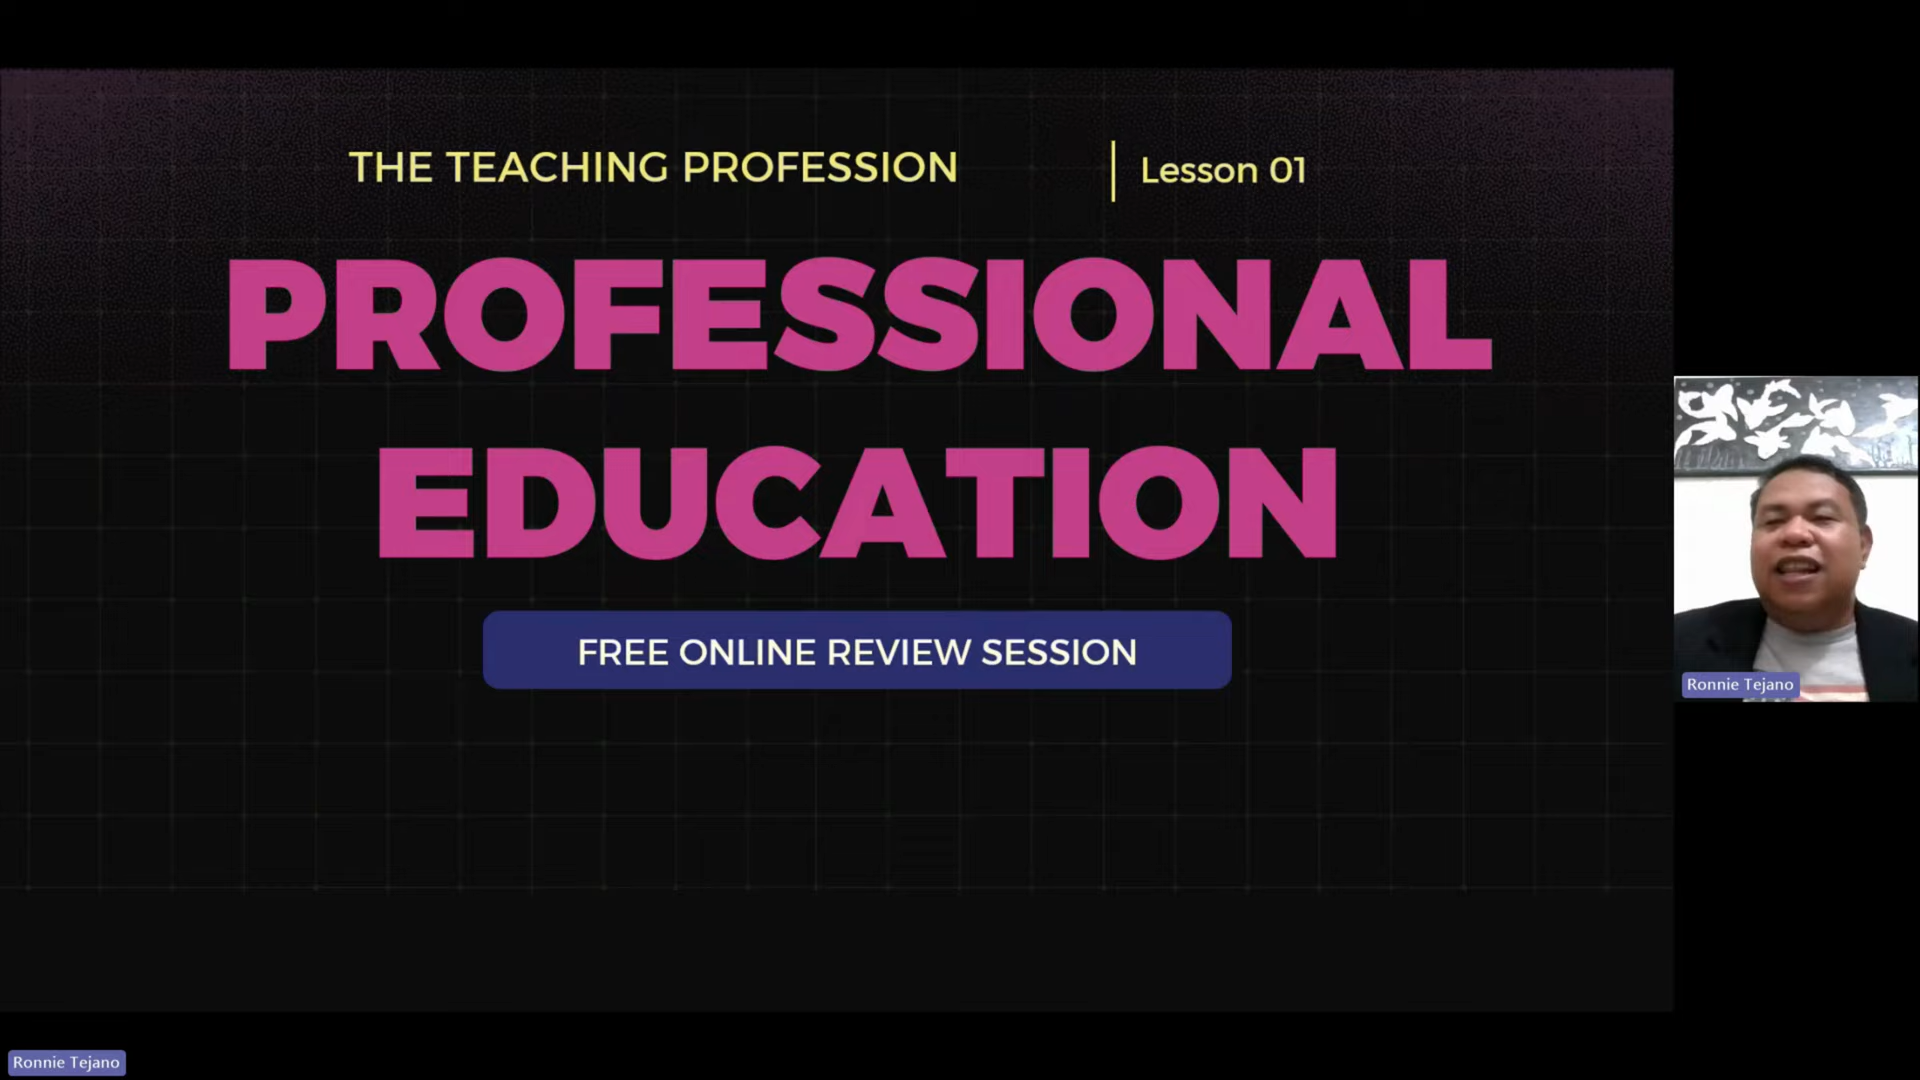 THE TEACHING PROFESSION
Lesson 01
PROFESSIONAL
EDUCATION
FREE ONLINE REVIEW SESSION
Ronnie Tejano
Ronnie Tejano